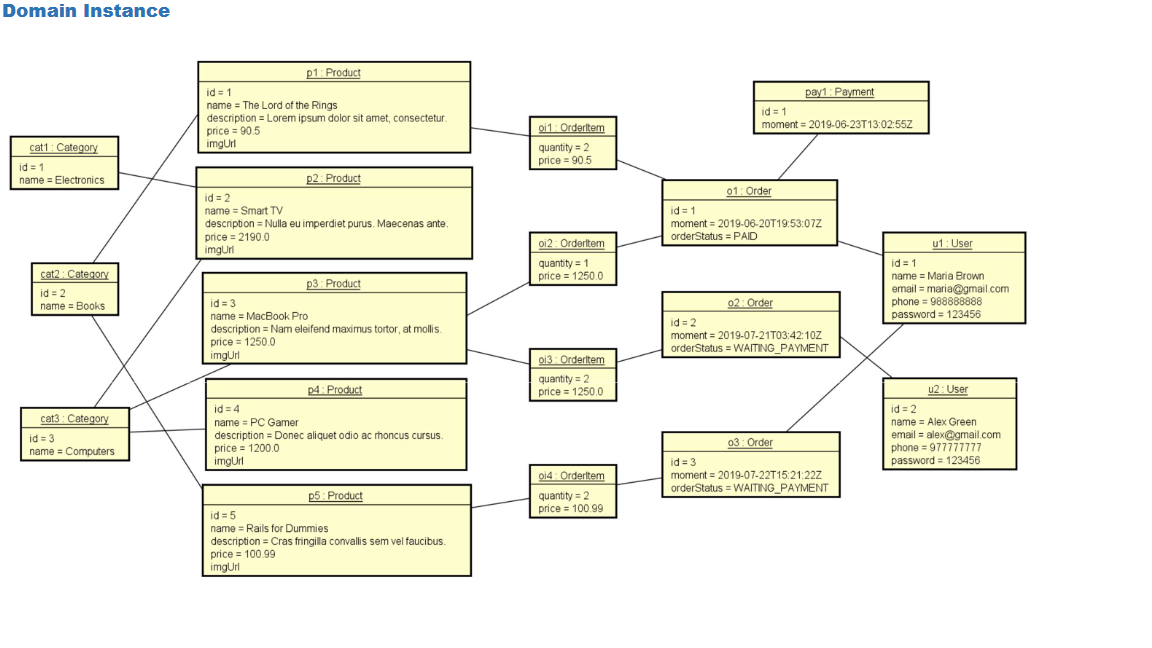 Domain Instance
p1 : Product
id = 1
name = The Lord of the Rings
description = Lorem ipsum dolor sit amet, consectetur.
price = 90.5
imgUrl
pay1 : Payment
id = 1
moment = 2019-06-23T13:02:55Z
oi1 : OrderItem
quantity = 2
price = 90.5
cat1 : Category
id = 1
name = Electronics
p2 : Product
id = 2
name = Smart TV
description = Nulla eu imperdiet purus. Maecenas ante.
price = 2190.0
imgUrl
o1 : Order
id = 1
moment = 2019-06-20T19:53:07Z
orderStatus = PAID
oi2 : OrderItem
quantity = 1
price = 1250.0
u1 : User
id = 1
name = Maria Brown
email = maria@gmail.com
phone = 988888888
password = 123456
cat2 : Category
id = 2
name = Books
p3 : Product
id = 3
name = MacBook Pro
description = Nam eleifend maximus tortor, at mollis.
price = 1250.0
imgUrl
o2 : Order
id = 2
moment = 2019-07-21T03:42:10Z
orderStatus = WAITING_PAYMENT
oi3 : OrderItem
quantity = 2
price = 1250.0
p4 : Product
id = 4
name = PC Gamer
description = Donec aliquet odio ac rhoncus cursus.
price = 1200.0
imgUrl
u2 : User
id = 2
name = Alex Green
email = alex@gmail.com
phone = 977777777
password = 123456
cat3 : Category
id = 3
name = Computers
o3 : Order
id = 3
moment = 2019-07-22T15:21:22Z
orderStatus = WAITING_PAYMENT
oi4 : OrderItem
quantity = 2
price = 100.99
p5 : Product
id = 5
name = Rails for Dummies
description = Cras fringilla convallis sem vel faucibus.
price = 100.99
imgUrl